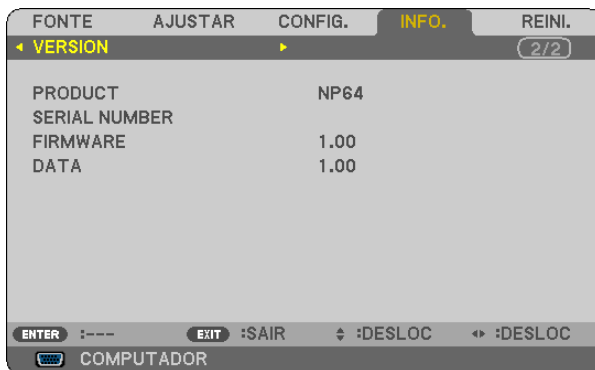 FONTE AJUSTAR CONFIG. INFO. REINI.
VERSION 2/2
PRODUCT NP64
SERIAL NUMBER
FIRMWARE 1.00
DATA 1.00
ENTER :--- EXIT :SAIR :DESLOC :DESLOC
COMPUTADOR